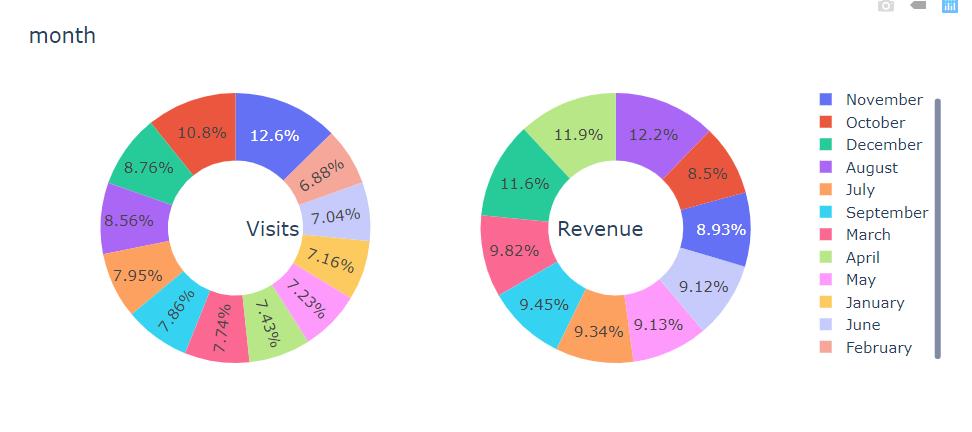 month
12.6%
6.88%
7.04%
7.16%
7.23%
7.43%
7.74%
7.86%
7.95%
8.56%
8.76%
10.8%
Visits
12.2%
8.5%
8.93%
9.12%
9.13%
9.34%
9.45%
9.82%
11.6%
11.9%
Revenue
November
October
December
August
July
September
March
April
May
January
June
February